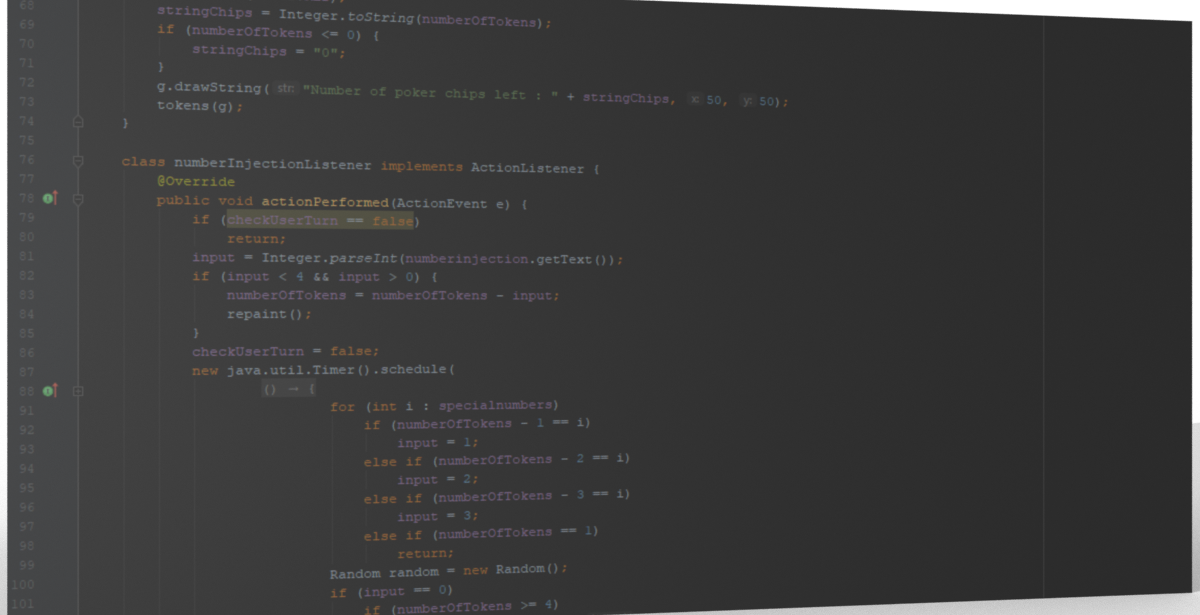 68
69 stringChips = Integer.toString(numberOfTokens);
70 if (numberOfTokens <= 0) {
71 stringChips = "0";
72 }
73 g.drawString( str: "Number of poker chips left : " + stringChips, x: 50, y: 50);
74 tokens(g);
75 }
76 class numberInjectionListener implements ActionListener {
77 @Override
78 public void actionPerformed(ActionEvent e) {
79 if (checkUserTurn == false)
80 return;
81 input = Integer.parseInt(numberinjection.getText());
82 if (input < 4 && input > 0) {
83 numberOfTokens = numberOfTokens - input;
84 repaint();
85 }
86 checkUserTurn = false;
87 new java.util.Timer().schedule(
88 () → {
91 for (int i : specialnumbers)
92 if (numberOfTokens - 1 == i)
93 input = 1;
94 else if (numberOfTokens - 2 == i)
95 input = 2;
96 else if (numberOfTokens - 3 == i)
97 input = 3;
98 else if (numberOfTokens == 1)
99 return;
100 Random random = new Random();
101 if (input == 0)
if (numberOfTokens >= 4)